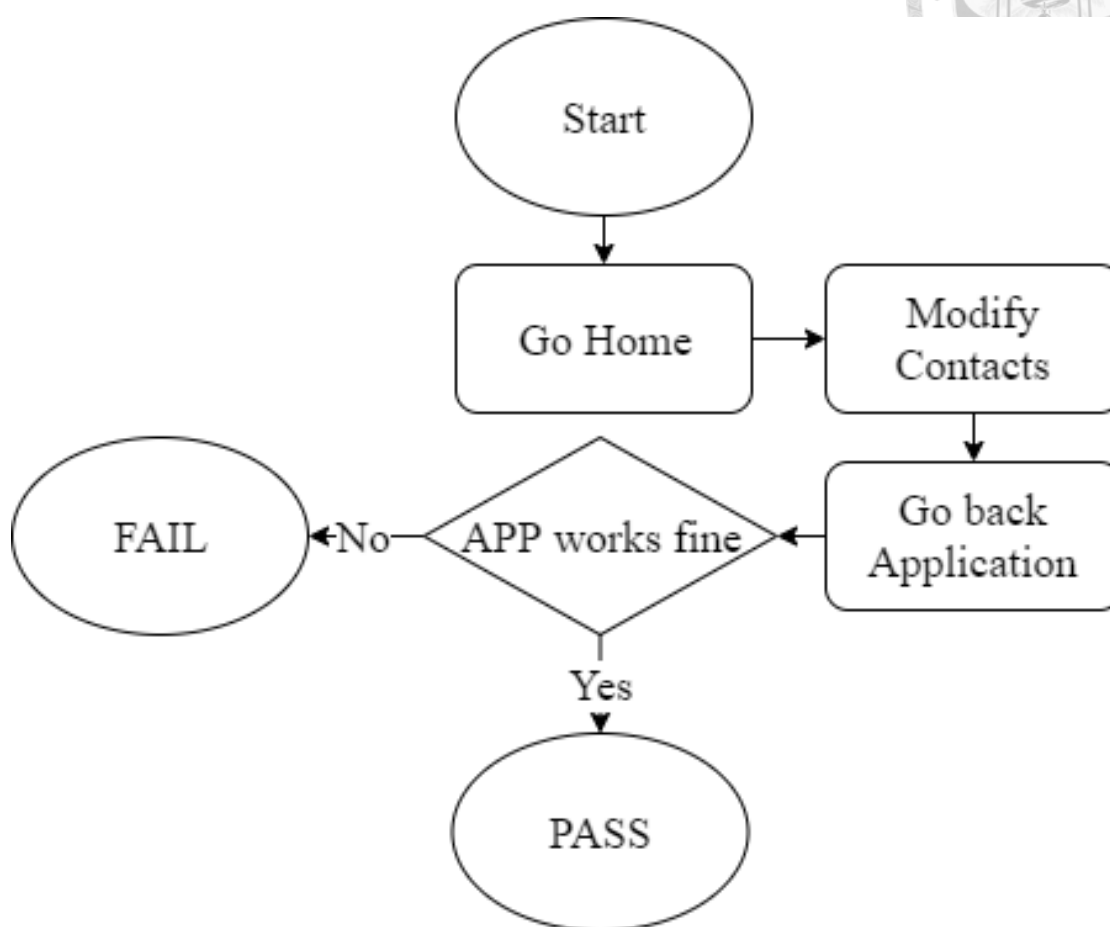 Start
Go Home
Modify
Contacts
Go back
Application
APP works fine
No
FAIL
Yes
PASS